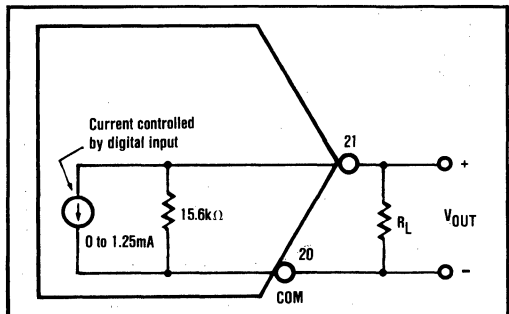 Current controlled
by digital input
21
+
15.6kΩ
R_L
V_OUT
0 to 1.25mA
20
−
COM